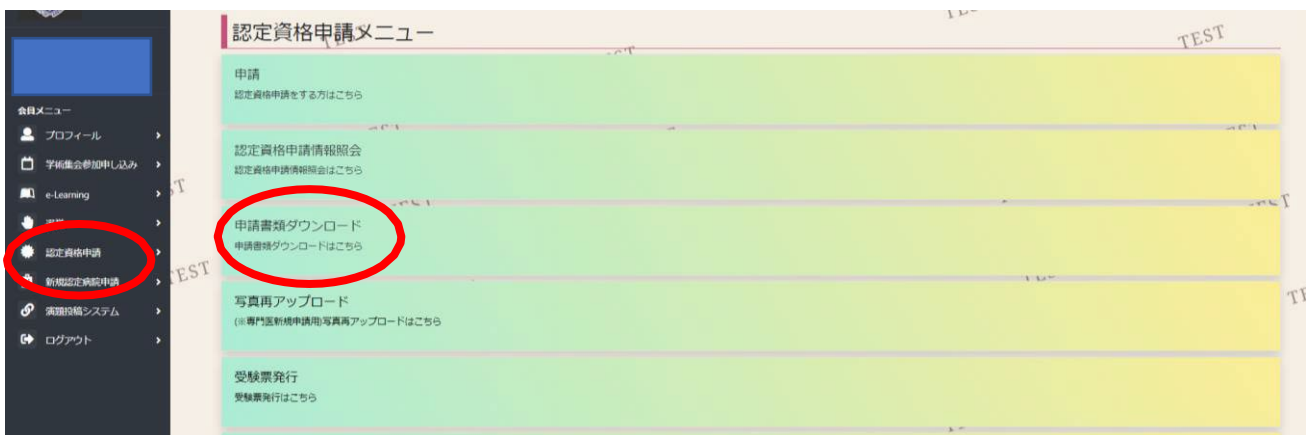 認定資格申請メニュー
TEST
会員メニュー
プロフィール
学術集会参加申し込み
e-Learning
認定資格申請
新規認定病院申請
演題投稿システム
ログアウト
申請
認定資格申請をする方はこちら
認定資格申請情報照会
認定資格申請情報照会はこちら
申請書類ダウンロード
申請書類ダウンロードはこちら
写真再アップロード
(※専門医新規申請用)写真再アップロードはこちら
受験票発行
受験票発行はこちら
TEST